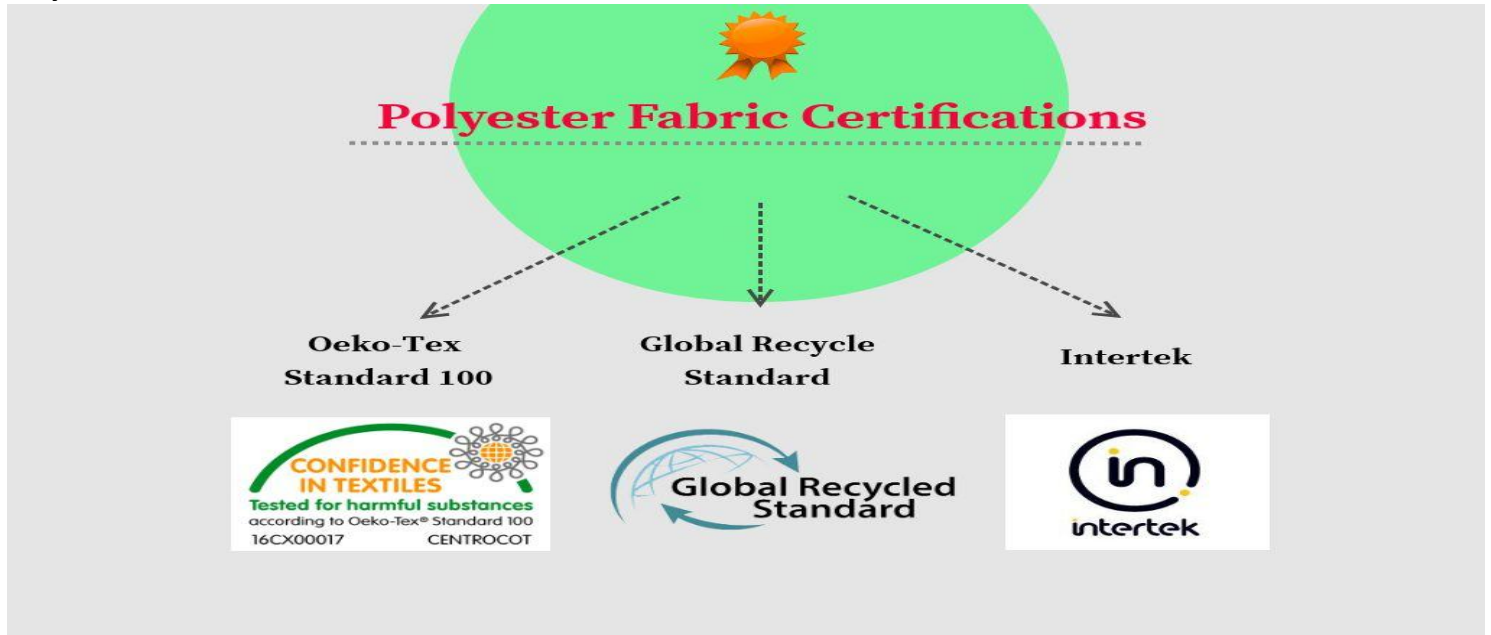 Polyester Fabric Certifications
Oeko-Tex
Standard 100
Global Recycle
Standard
Intertek
CONFIDENCE
IN TEXTILES
Tested for harmful substances
according to Oeko-Tex® Standard 100
16CX00017 CENTROCOT
Global Recycled
Standard
in
intertek